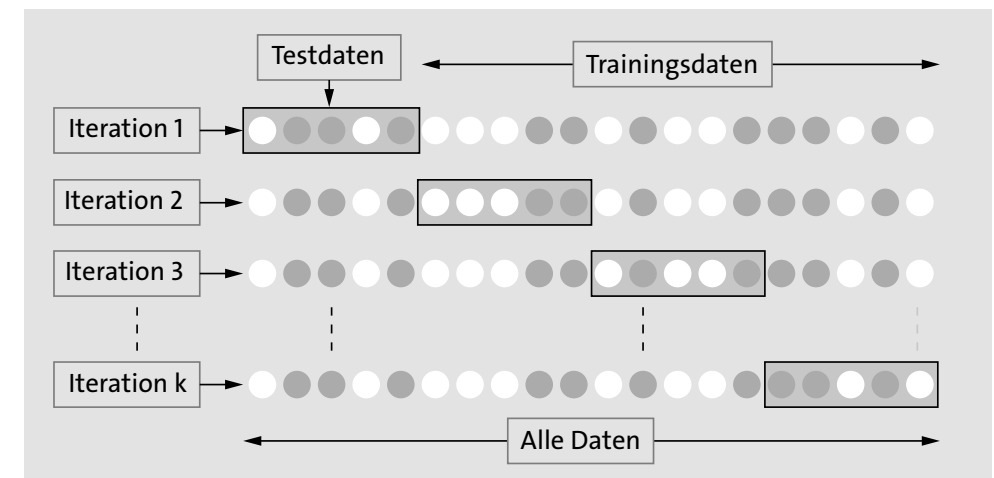 Testdaten
Trainingsdaten
Iteration 1
Iteration 2
Iteration 3
Iteration k
Alle Daten